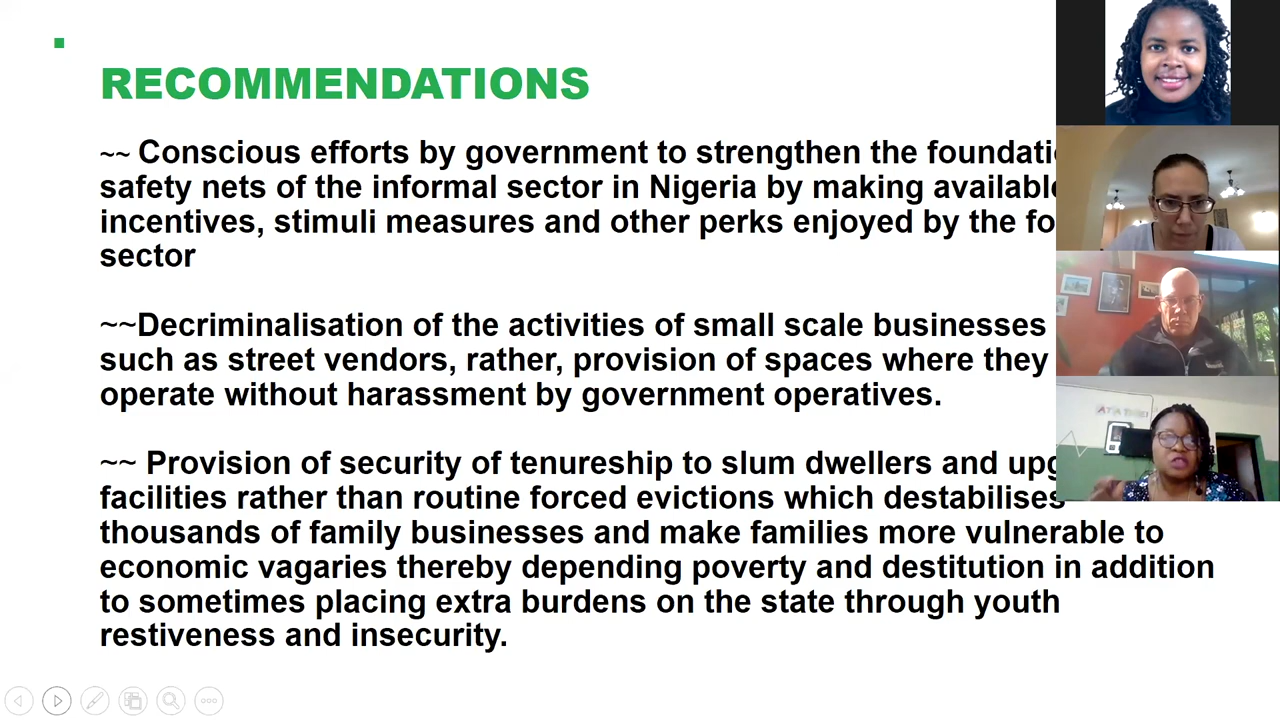 RECOMMENDATIONS
~~ Conscious efforts by government to strengthen the
safety nets of the informal sector in Nigeria by making
incentives, stimuli measures and other perks enjoyed by the
sector
~~Decriminalisation of the activities of small scale businesses
such as street vendors, rather, provision of spaces where they
operate without harassment by government operatives.
~~ Provision of security of tenureship to slum dwellers and
facilities rather than routine forced evictions which destabilises
thousands of family businesses and make families more vulnerable to
economic vagaries thereby depending poverty and destitution in addition
to sometimes placing extra burdens on the state through youth
restiveness and insecurity.